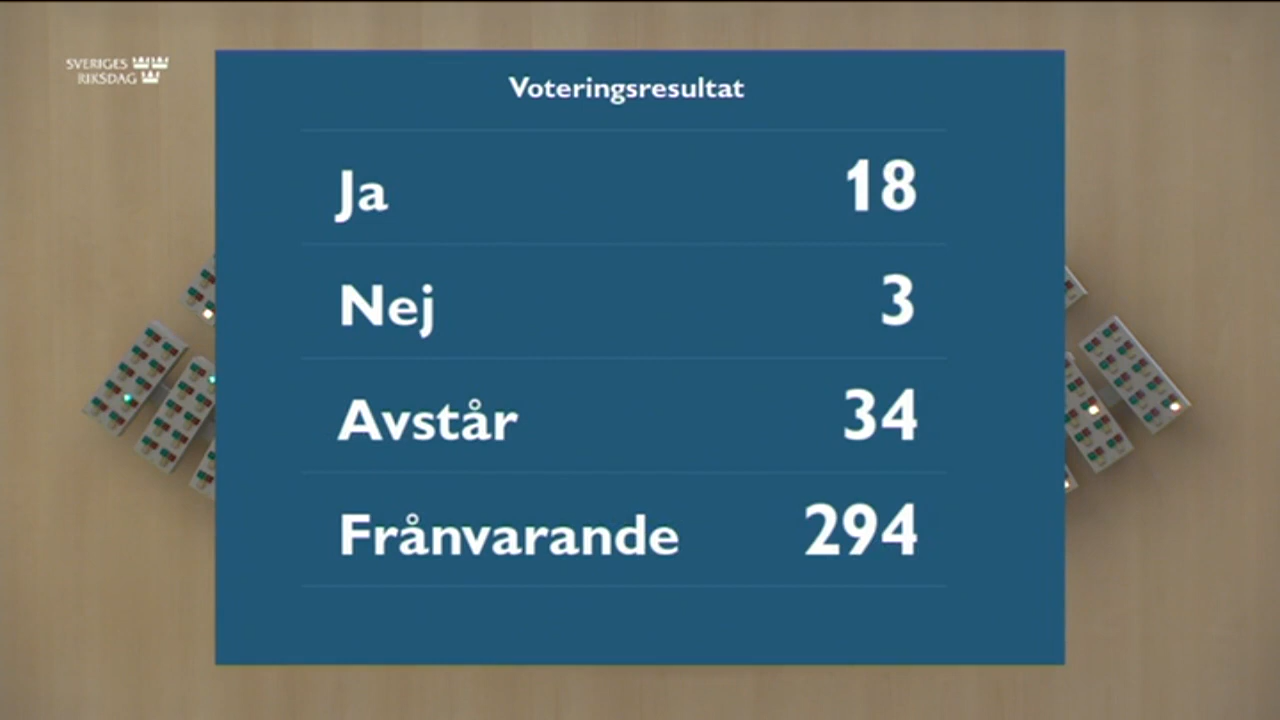 SVERIGES
RIKSDAG
Voteringsresultat
Ja 18
Nej 3
Avstår 34
Frånvarande 294